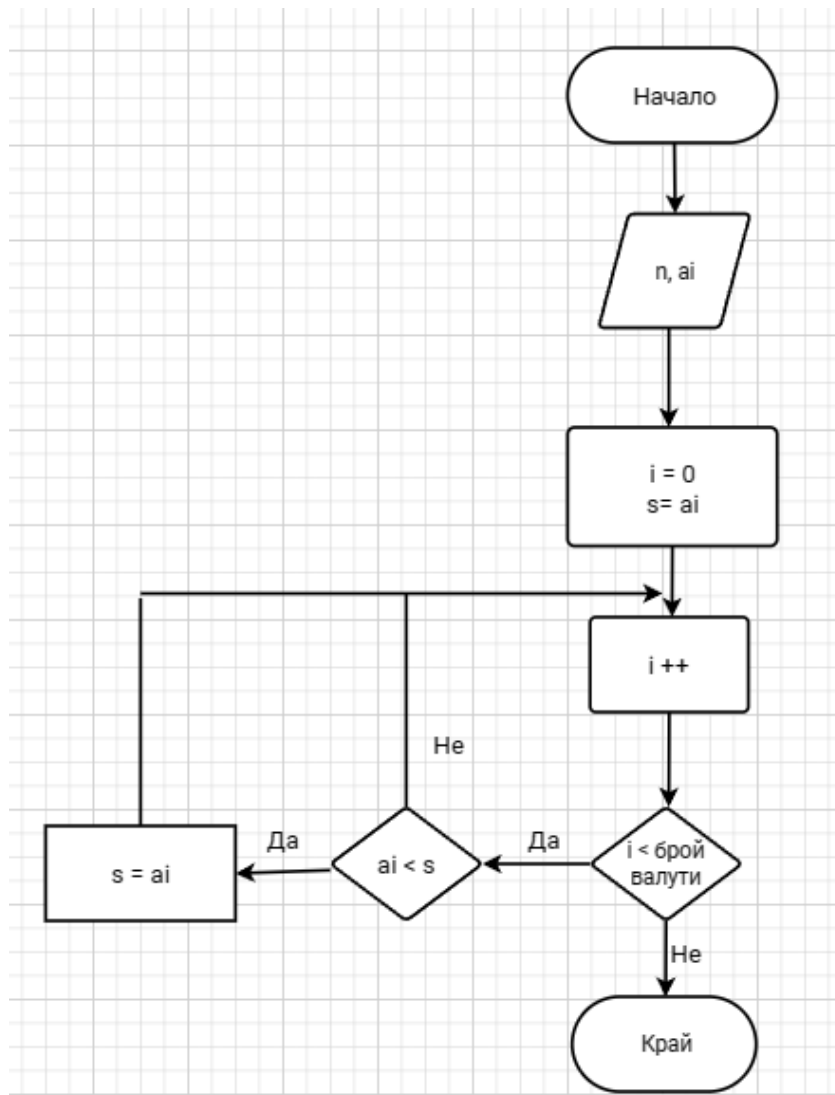 Начало
n, ai
i = 0
s= ai
i ++
Не
Да
Да
i < брой
валути
ai < s
s = ai
Не
Край